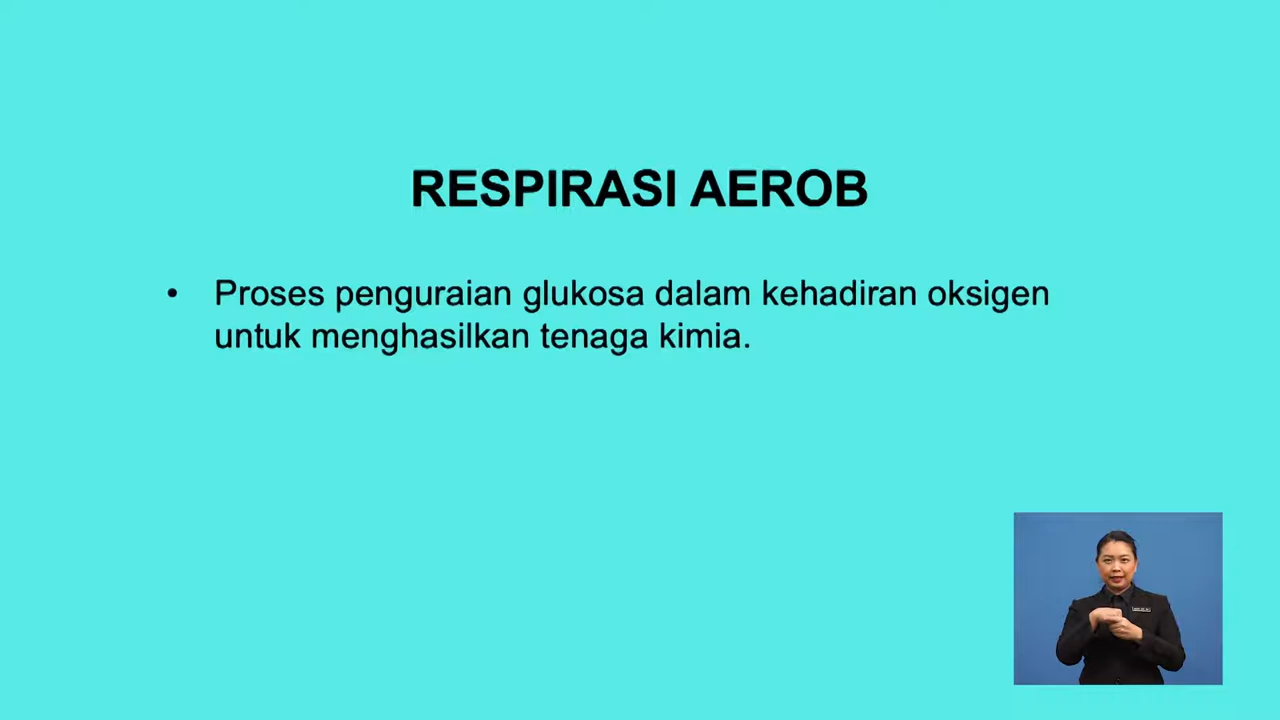 RESPIRASI AEROB
• Proses penguraian glukosa dalam kehadiran oksigen
untuk menghasilkan tenaga kimia.